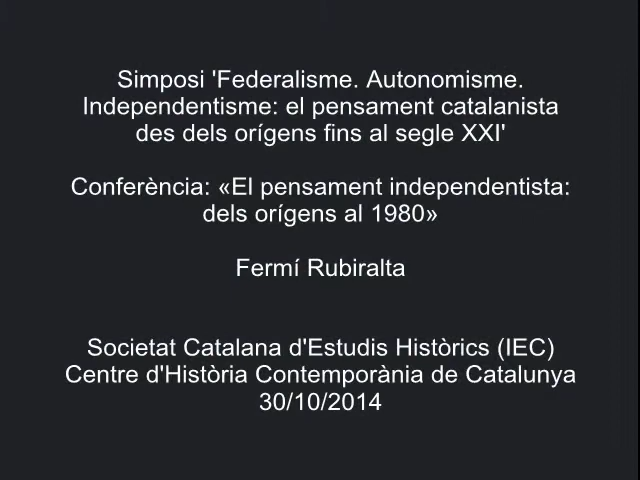 Simposi 'Federalisme. Autonomisme.
Independentisme: el pensament catalanista
des dels orígens fins al segle XXI'
Conferència: «El pensament independentista:
dels orígens al 1980»
Fermí Rubiralta
Societat Catalana d'Estudis Històrics (IEC)
Centre d'Història Contemporània de Catalunya
30/10/2014